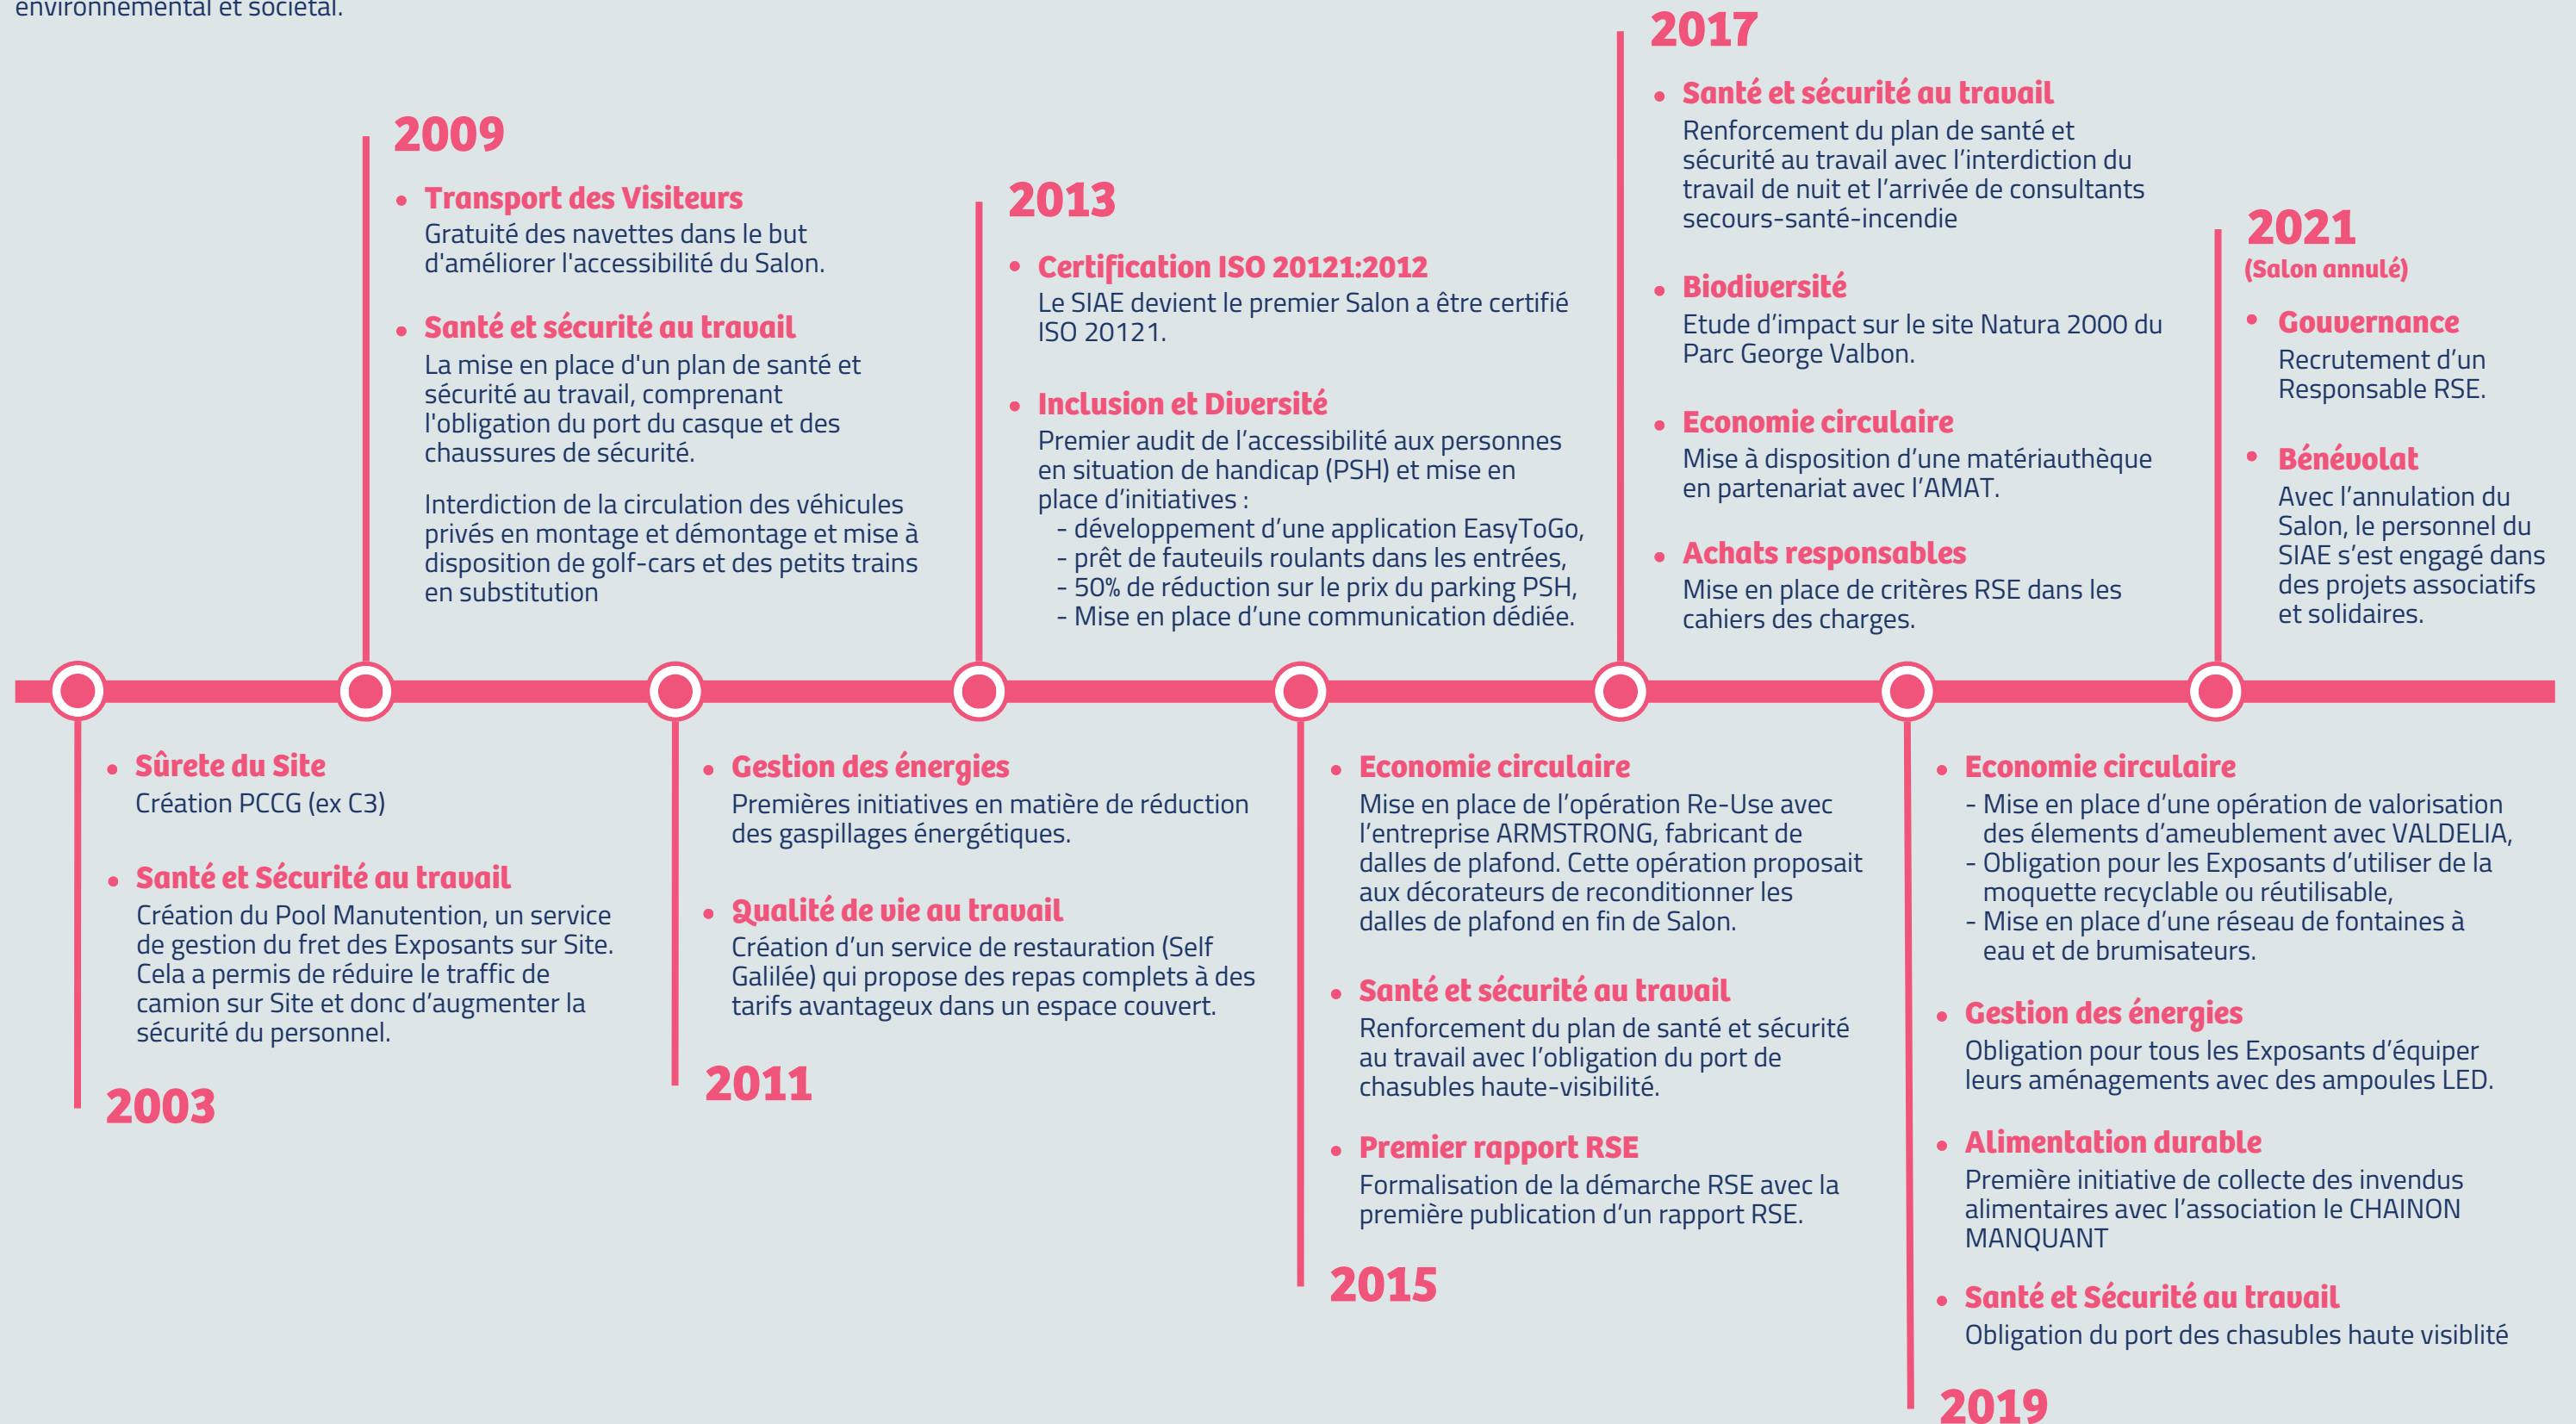 environnemental et sociétal.
2009
Transport des Visiteurs
Gratuité des navettes dans le but
d'améliorer l'accessibilité du Salon.
Santé et sécurité au travail
La mise en place d'un plan de santé et
sécurité au travail, comprenant
l'obligation du port du casque et des
chaussures de sécurité.
Interdiction de la circulation des véhicules
privés en montage et démontage et mise à
disposition de golf-cars et des petits trains
en substitution
2013
Certification ISO 20121:2012
Le SIAE devient le premier Salon a être certifié
ISO 20121.
Inclusion et Diversité
Premier audit de l’accessibilité aux personnes
en situation de handicap (PSH) et mise en
place d’initiatives :
- développement d’une application EasyToGo,
- prêt de fauteuils roulants dans les entrées,
- 50% de réduction sur le prix du parking PSH,
- Mise en place d’une communication dédiée.
2017
Santé et sécurité au travail
Renforcement du plan de santé et
sécurité au travail avec l’interdiction du
travail de nuit et l’arrivée de consultants
secours-santé-incendie
Biodiversité
Etude d’impact sur le site Natura 2000 du
Parc George Valbon.
Economie circulaire
Mise à disposition d’une matériauthèque
en partenariat avec l’AMAT.
Achats responsables
Mise en place de critères RSE dans les
cahiers des charges.
2021
(Salon annulé)
Gouvernance
Recrutement d’un
Responsable RSE.
Bénévolat
Avec l’annulation du
Salon, le personnel du
SIAE s’est engagé dans
des projets associatifs
et solidaires.
Sûrete du Site
Création PCCG (ex C3)
Santé et Sécurité au travail
Création du Pool Manutention, un service
de gestion du fret des Exposants sur Site.
Cela a permis de réduire le traffic de
camion sur Site et donc d’augmenter la
sécurité du personnel.
2003
Gestion des énergies
Premières initiatives en matière de réduction
des gaspillages énergétiques.
Qualité de vie au travail
Création d’un service de restauration (Self
Galilée) qui propose des repas complets à des
tarifs avantageux dans un espace couvert.
2011
Economie circulaire
Mise en place de l’opération Re-Use avec
l’entreprise ARMSTRONG, fabricant de
dalles de plafond. Cette opération proposait
aux décorateurs de reconditionner les
dalles de plafond en fin de Salon.
Santé et sécurité au travail
Renforcement du plan de santé et sécurité
au travail avec l’obligation du port de
chasubles haute-visibilité.
Premier rapport RSE
Formalisation de la démarche RSE avec la
première publication d’un rapport RSE.
2015
Economie circulaire
- Mise en place d’une opération de valorisation
des élements d’ameublement avec VALDELIA,
- Obligation pour les Exposants d’utiliser de la
moquette recyclable ou réutilisable,
- Mise en place d’une réseau de fontaines à
eau et de brumisateurs.
Gestion des énergies
Obligation pour tous les Exposants d’équiper
leurs aménagements avec des ampoules LED.
Alimentation durable
Première initiative de collecte des invendus
alimentaires avec l’association le CHAINON
MANQUANT
Santé et Sécurité au travail
Obligation du port des chasubles haute visiblité
2019